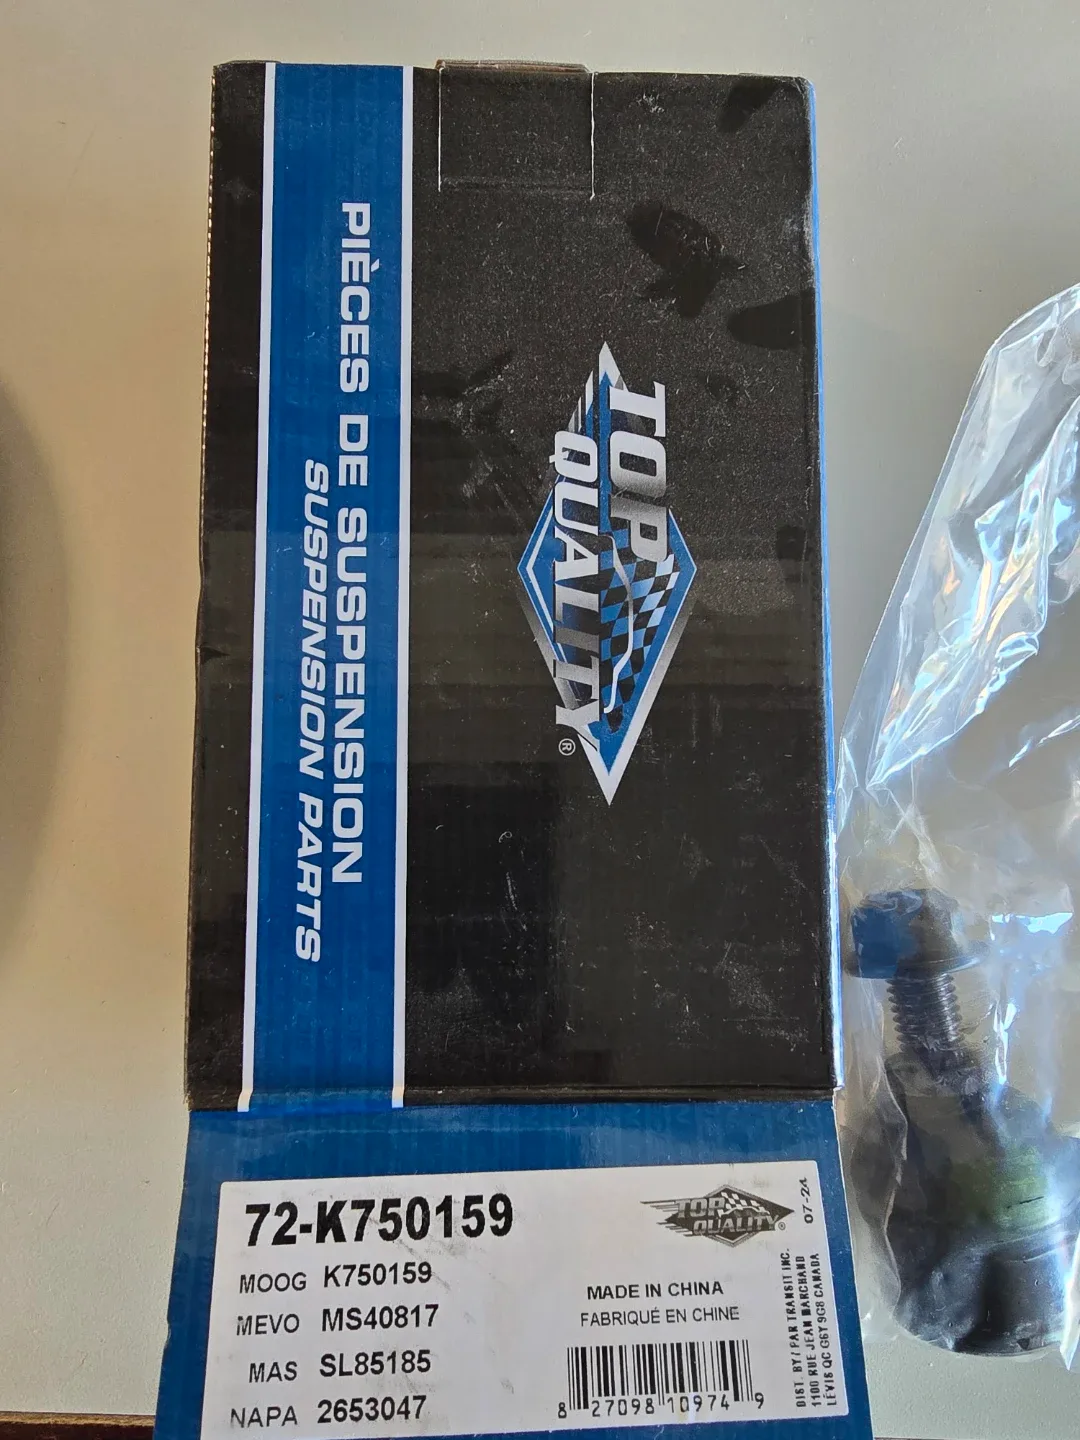 PIÈCES DE SUSPENSION
SUSPENSION PARTS
TOP
QUALITY®
72-K750159
MOOG K750159
MEVO MS40817
MAS SL85185
NAPA 2653047
TOP
QUALITY®
MADE IN CHINA
FABRIQUÉ EN CHINE
8 27098 10974 9
07-24
DIST. BY / PAR TRANSIT INC.
1100 RUE JEAN MARCHAND
LÉVIS QC G6Y 9G8 CANADA